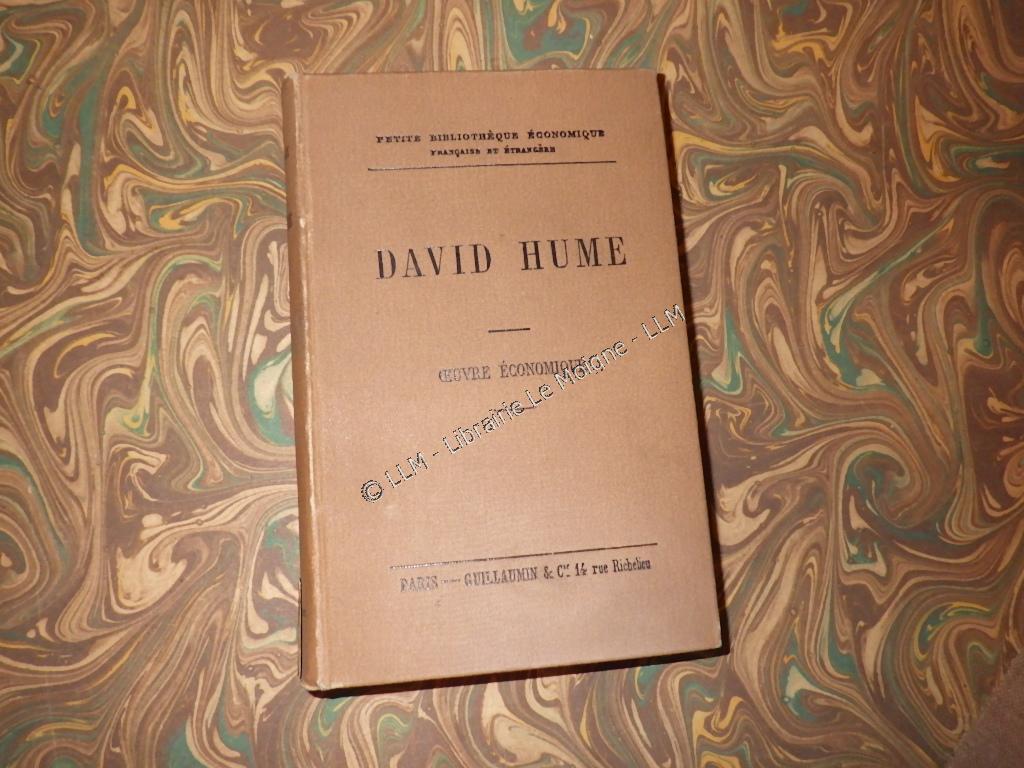 PETITE BIBLIOTHÈQUE ÉCONOMIQUE
FRANÇAISE ET ÉTRANGÈRE
DAVID HUME
ŒUVRE ÉCONOMIQUE
PARIS — GUILLAUMIN & Cie 14 rue Richelieu
© LLM - Librairie Le Moigne - LLM